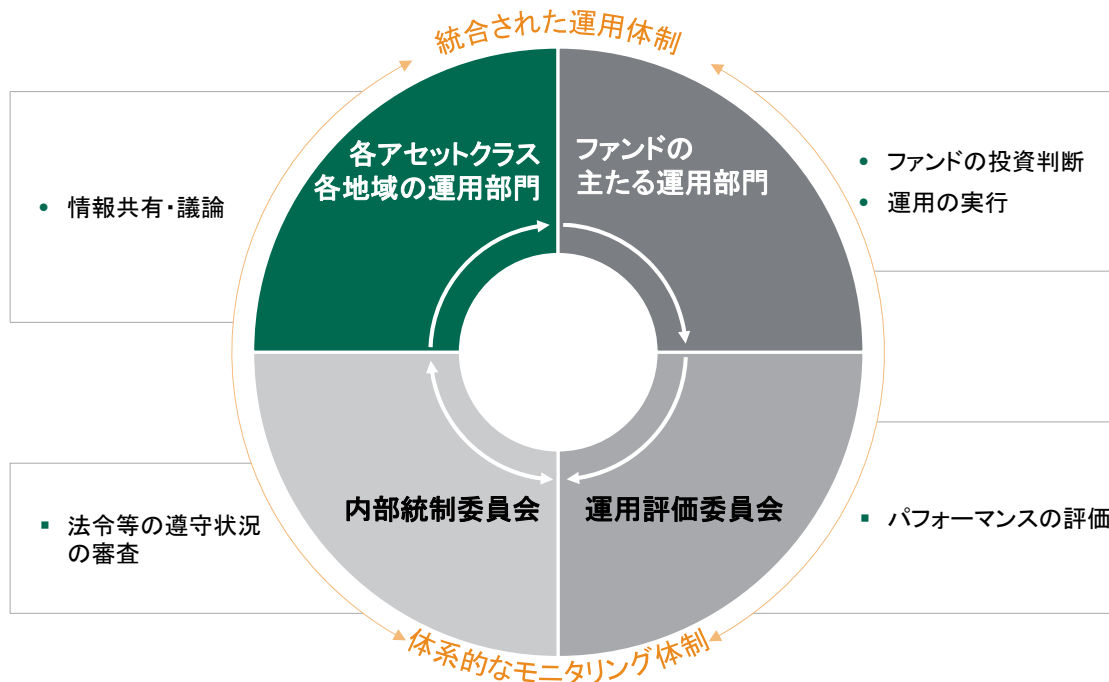 統合された運用体制
各アセットクラス
各地域の運用部門
ファンドの
主たる運用部門
• 情報共有・議論
• ファンドの投資判断
• 運用の実行
内部統制委員会
運用評価委員会
▪ 法令等の遵守状況
の審査
▪ パフォーマンスの評価
体系的なモニタリング体制